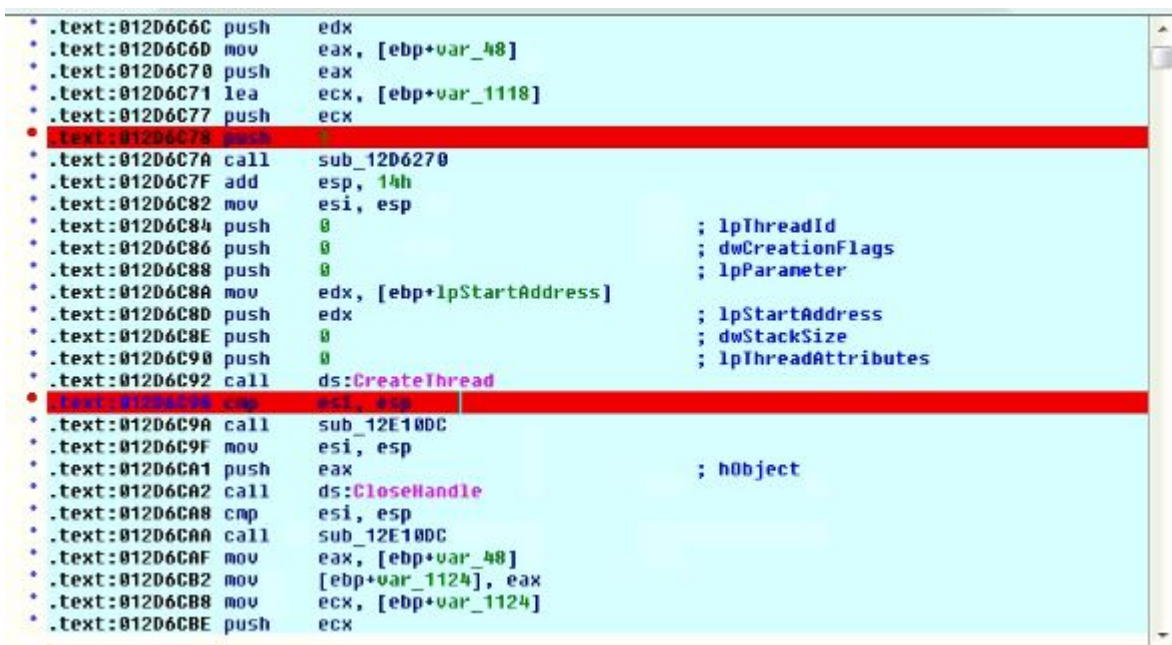 .text:012D6C6C push edx
.text:012D6C6D mov eax, [ebp+var_48]
.text:012D6C70 push eax
.text:012D6C71 lea ecx, [ebp+var_1118]
.text:012D6C77 push ecx
.text:012D6C78 push
.text:012D6C7A call sub_12D6270
.text:012D6C7F add esp, 14h
.text:012D6C82 mov esi, esp
.text:012D6C84 push 0 ; lpThreadId
.text:012D6C86 push 0 ; dwCreationFlags
.text:012D6C88 push 0 ; lpParameter
.text:012D6C8A mov edx, [ebp+lpStartAddress]
.text:012D6C8D push edx ; lpStartAddress
.text:012D6C8E push 0 ; dwStackSize
.text:012D6C90 push 0 ; lpThreadAttributes
.text:012D6C92 call ds:CreateThread
.text:012D6C98 cmp esi, esp
.text:012D6C9A call sub_12E10DC
.text:012D6C9F mov esi, esp
.text:012D6CA1 push eax ; hObject
.text:012D6CA2 call ds:CloseHandle
.text:012D6CA8 cmp esi, esp
.text:012D6CAA call sub_12E10DC
.text:012D6CAF mov eax, [ebp+var_48]
.text:012D6CB2 mov [ebp+var_1124], eax
.text:012D6CB8 mov ecx, [ebp+var_1124]
.text:012D6CBE push ecx